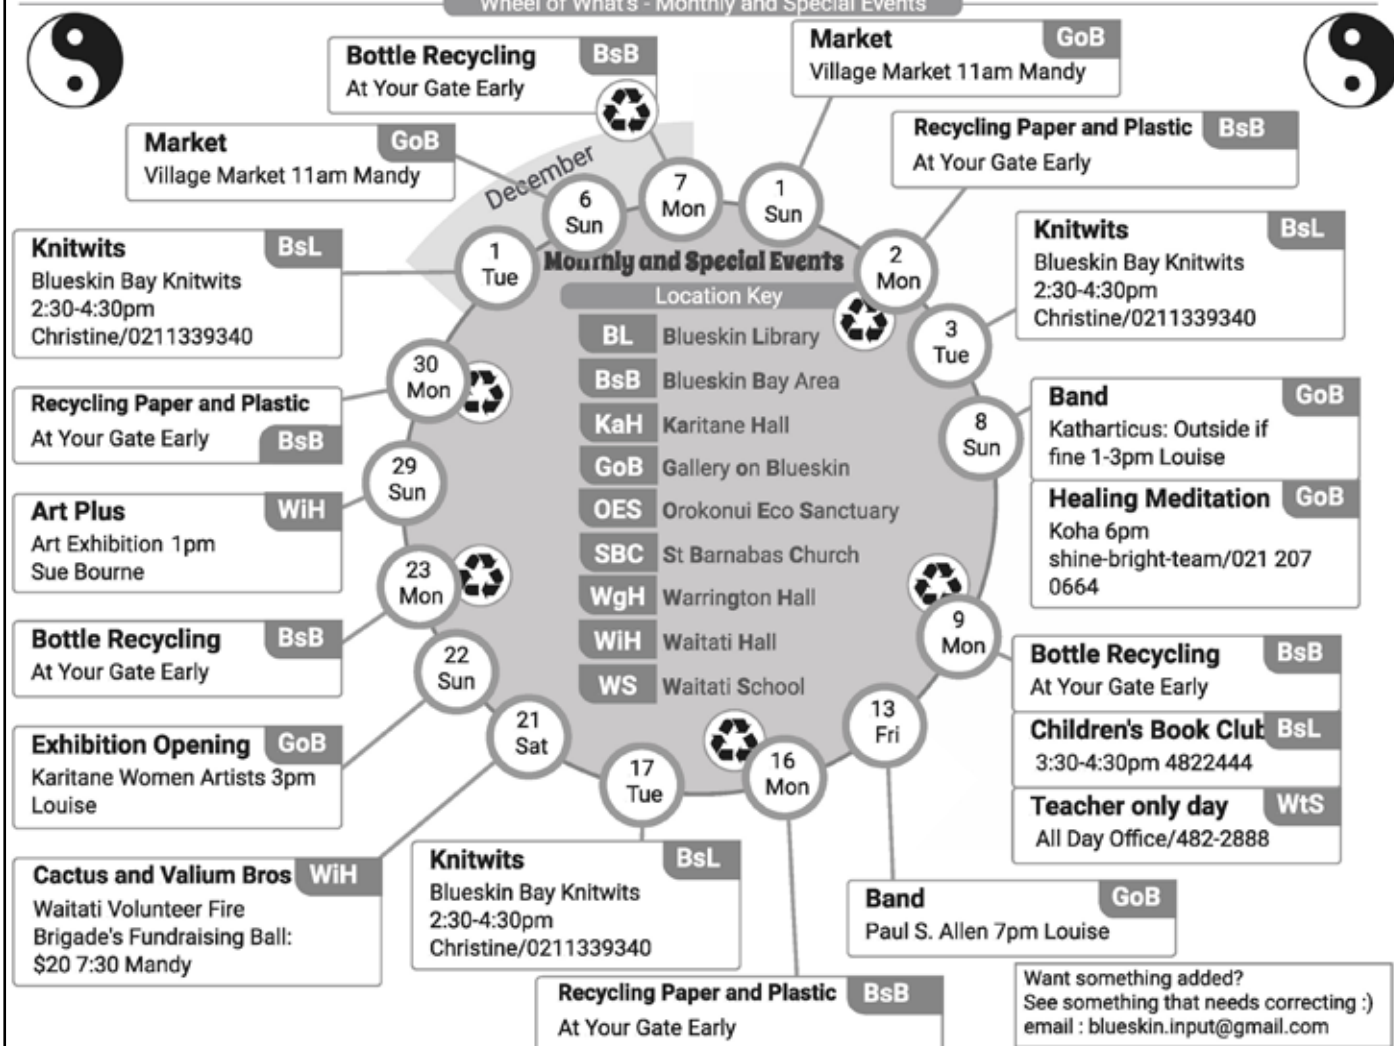 Wheel of What's - Monthly and Special Events
Bottle Recycling BsB
At Your Gate Early
Market GoB
Village Market 11am Mandy
Market GoB
Village Market 11am Mandy
Recycling Paper and Plastic BsB
At Your Gate Early
December
7
Mon
1
Sun
6
Sun
1
Tue
2
Mon
Knitwits BsL
Blueskin Bay Knitwits
2:30-4:30pm
Christine/0211339340
Knitwits BsL
Blueskin Bay Knitwits
2:30-4:30pm
Christine/0211339340
Monthly and Special Events
Location Key
BL Blueskin Library
BsB Blueskin Bay Area
KaH Karitane Hall
GoB Gallery on Blueskin
OES Orokonui Eco Sanctuary
SBC St Barnabas Church
WgH Warrington Hall
WiH Waitati Hall
WS Waitati School
3
Tue
30
Mon
8
Sun
29
Sun
23
Mon
9
Mon
22
Sun
13
Fri
21
Sat
16
Mon
17
Tue
Recycling Paper and Plastic
At Your Gate Early BsB
Band GoB
Katharticus: Outside if
fine 1-3pm Louise
Healing Meditation GoB
Koha 6pm
shine-bright-team/021 207
0664
Art Plus WiH
Art Exhibition 1pm
Sue Bourne
Bottle Recycling BsB
At Your Gate Early
Bottle Recycling BsB
At Your Gate Early
Children's Book Club BsL
3:30-4:30pm 4822444
Teacher only day WtS
All Day Office/482-2888
Exhibition Opening GoB
Karitane Women Artists 3pm
Louise
Cactus and Valium Bros WiH
Waitati Volunteer Fire
Brigade's Fundraising Ball:
$20 7:30 Mandy
Knitwits BsL
Blueskin Bay Knitwits
2:30-4:30pm
Christine/0211339340
Band GoB
Paul S. Allen 7pm Louise
Recycling Paper and Plastic BsB
At Your Gate Early
Want something added?
See something that needs correcting :)
email : blueskin.input@gmail.com